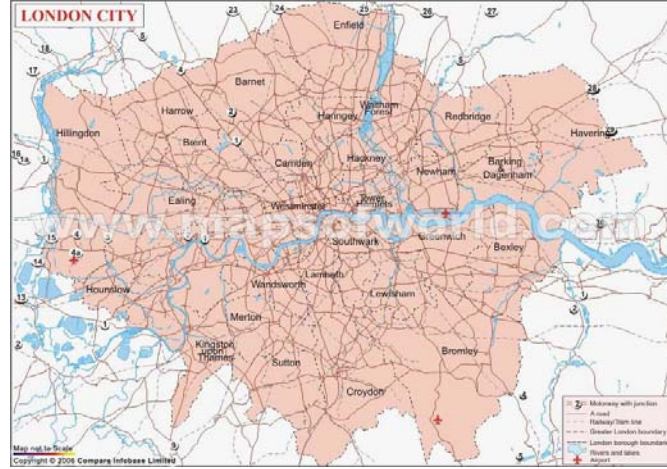 LONDON CITY
Enfield
Barnet
Harrow
Haringey
Waltham
Forest
Redbridge
Havering
Hillingdon
Brent
Camden
Hackney
Newham
Barking
&
Dagenham
Ealing
Westminster
Tower
Hamlets
www.mapsofworld.com
Southwark
Greenwich
Bexley
Hounslow
Wandsworth
Lambeth
Lewisham
Merton
Kingston
upon
Thames
Sutton
Bromley
Croydon
Motorway with junction
A road
Railway/Tram line
Greater London boundary
London borough boundary
Rivers and lakes
Airport
Map not to Scale
Copyright © 2006 Compare Infobase Limited